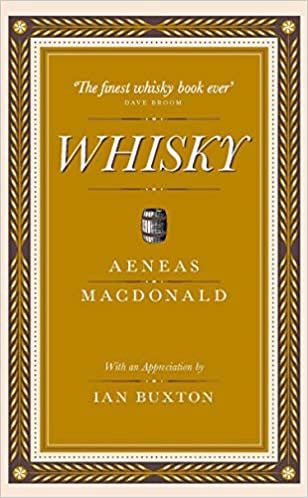 “The finest whisky book ever”
DAVE BROOM
WHISKY
AENEAS
MACDONALD
With an Appreciation by
IAN BUXTON